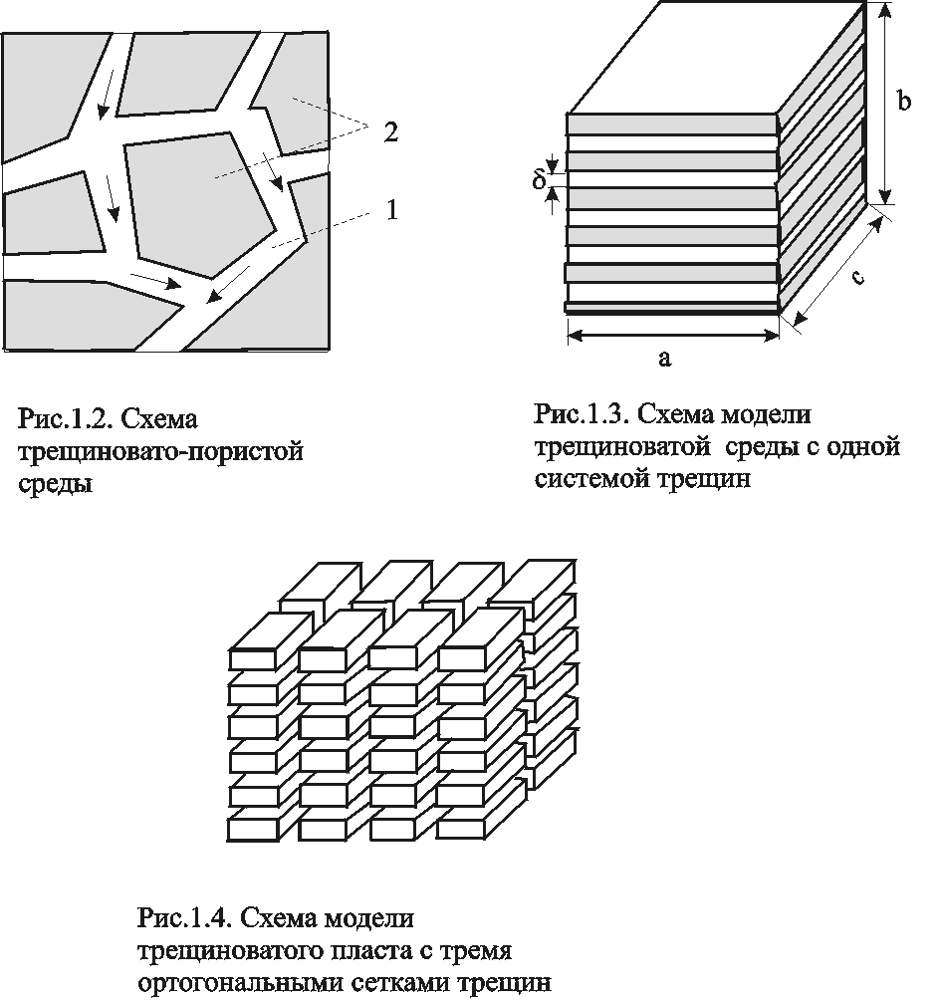 2
1
Рис.1.2. Схема
трещиновато-пористой
среды
δ
b
c
a
Рис.1.3. Схема модели
трещиноватой среды с одной
системой трещин
Рис.1.4. Схема модели
трещиноватого пласта с тремя
ортогональными сетками трещин